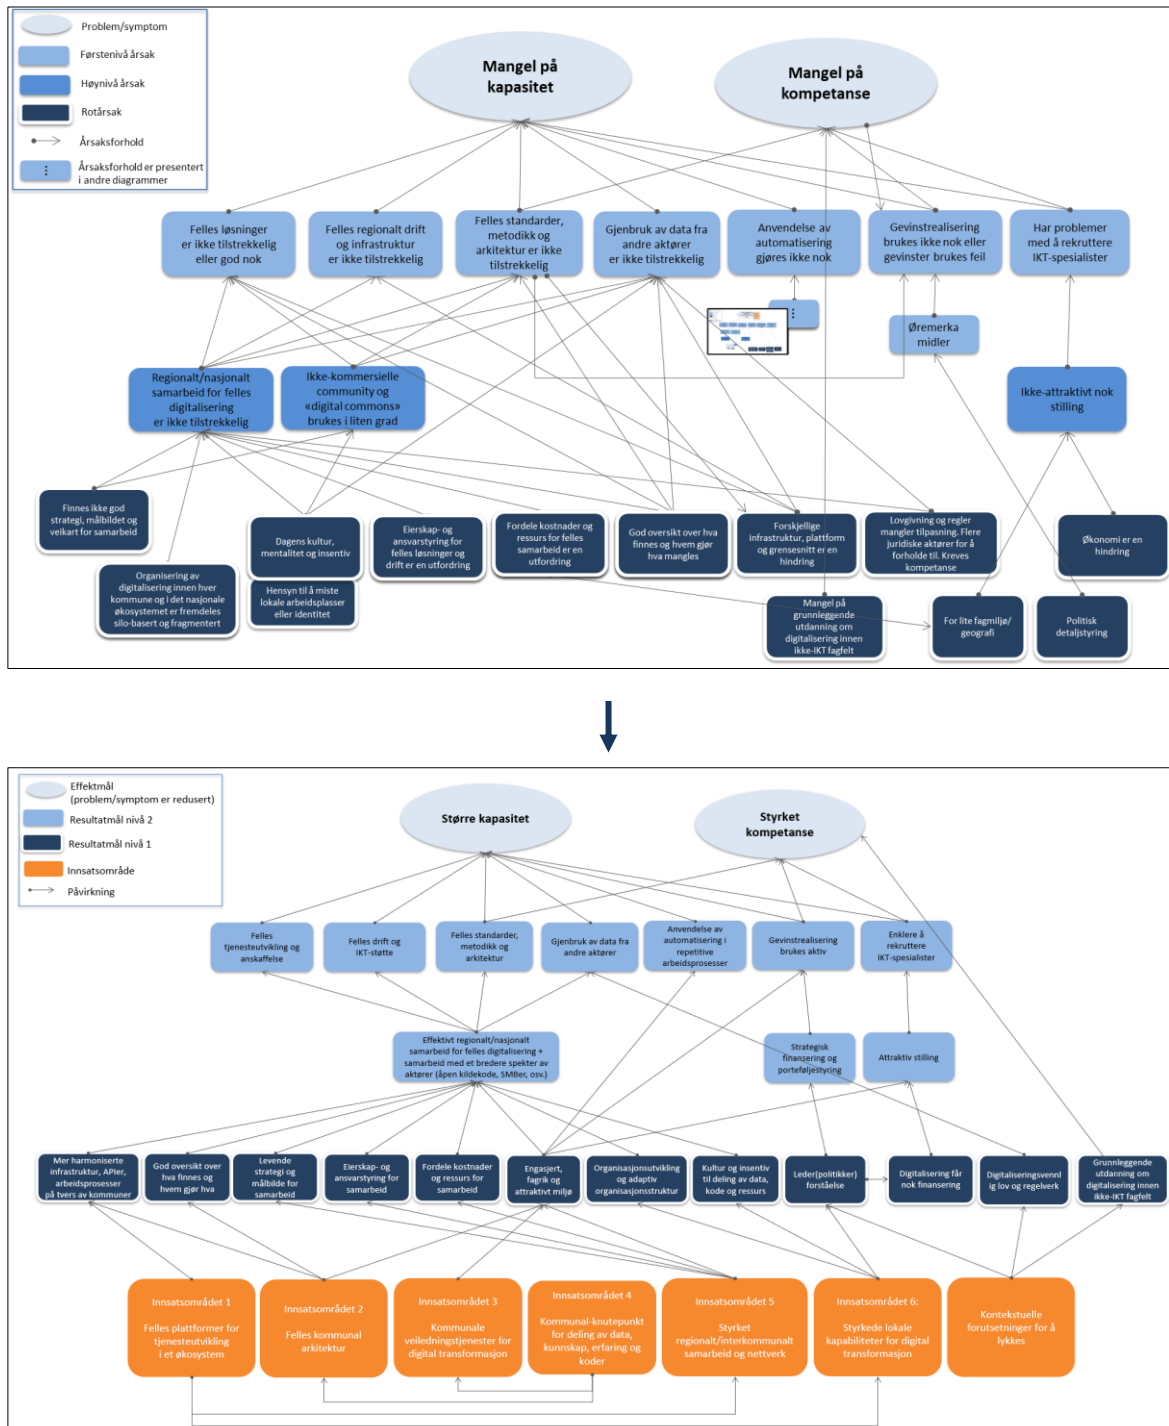 Problem/symptom
Førstenivå årsak
Høynivå årsak
Rotårsak
Årsaksforhold
Årsaksforhold er presentert
i andre diagrammer
Mangel på
kapasitet
Mangel på
kompetanse
Felles løsninger
er ikke tilstrekkelig
eller god nok
Felles regionalt drift
og infrastruktur
er ikke tilstrekkelig
Felles standarder,
metodikk og
arkitektur er ikke
tilstrekkelig
Gjenbruk av data fra
andre aktører
er ikke tilstrekkelig
Anvendelse av
automatisering
gjøres ikke nok
Gevinstrealisering
brukes ikke nok eller
gevinster brukes feil
Har problemer
med å rekruttere
IKT-spesialister
Øremerka
midler
Regionalt/nasjonalt
samarbeid for felles
digitalisering
er ikke tilstrekkelig
Ikke-kommersielle
community og
«digital commons»
brukes i liten grad
Ikke-attraktivt nok
stilling
Finnes ikke god
strategi, målbildet og
veikart for samarbeid
Dagens kultur,
mentalitet og insentiv
Eierskap- og
ansvarstyring for
felles løsninger og
drift er en utfordring
Fordele kostnader og
ressurs for felles
samarbeid er en
utfordring
God oversikt over hva
finnes og hvem gjør
hva mangles
Forskjellige
infrastruktur, plattform
og grensesnitt er en
hindring
Lovgivning og regler
mangler tilpasning. Flere
juridiske aktører for å
forholde til. Kreves
kompetanse
Økonomi er en
hindring
Organisering av
digitalisering innen hver
kommune og i det nasjonale
økosystemet er fremdeles
silo-basert og fragmentert
Hensyn til å miste
lokale arbeidsplasser
eller identitet
Mangel på
grunnleggende
utdanning om
digitalisering innen
ikke-IKT fagfelt
For lite fagmiljø/
geografi
Politisk
detaljstyring
Effektmål
(problem/symptom er redusert)
Resultatmål nivå 2
Resultatmål nivå 1
Innsatsområde
Påvirkning
Større kapasitet
Styrket
kompetanse
Felles
tjenesteutvikling og
anskaffelse
Felles drift og
IKT-støtte
Felles standarder,
metodikk og
arkitektur
Gjenbruk av data fra
andre aktører
Anvendelse av
automatisering i
repetitive
arbeidsprosesser
Gevinstrealisering
brukes aktiv
Enklere å
rekruttere
IKT-spesialister
Effektivt regionalt/nasjonalt
samarbeid for felles digitalisering +
samarbeid med et bredere spekter av
aktører (åpen kildekode, SMBer, osv.)
Strategisk
finansering og
porteføljestyring
Attraktiv stilling
Mer harmoniserte
infrastruktur, APIer,
arbeidsprosesser
på tvers av kommuner
God oversikt over
hva finnes og
hvem gjør hva
Levende
strategi og
målbilde for
samarbeid
Eierskap- og
ansvarstyring for
samarbeid
Fordele kostnader
og ressurs for
samarbeid
Engasjert,
fagrik og
attraktivt miljø
Organisasjonsutvikling
og adaptiv
organisjonsstruktur
Kultur og insentiv
til deling av data,
kode og ressurs
Leder(politikker)
forståelse
Digitalisering får
nok finansering
Digitaliseringsvennl
ig lov og regelverk
Grunnleggende
utdanning om
digitalisering innen
ikke-IKT fagfelt
Innsatsområdet 1
Felles plattformer for
tjenesteutvikling
i et økosystem
Innsatsområdet 2
Felles kommunal
arkitektur
Innsatsområdet 3
Kommunale
veiledningstjenester for
digital transformasjon
Innsatsområdet 4
Kommunal-knutepunkt
for deling av data,
kunnskap, erfaring og
koder
Innsatsområdet 5
Styrket
regionalt/interkommunalt
samarbeid og nettverk
Innsatsområdet 6:
Styrkede lokale
kapabiliteter for digital
transformasjon
Kontekstuelle
forutsetninger for å
lykkes